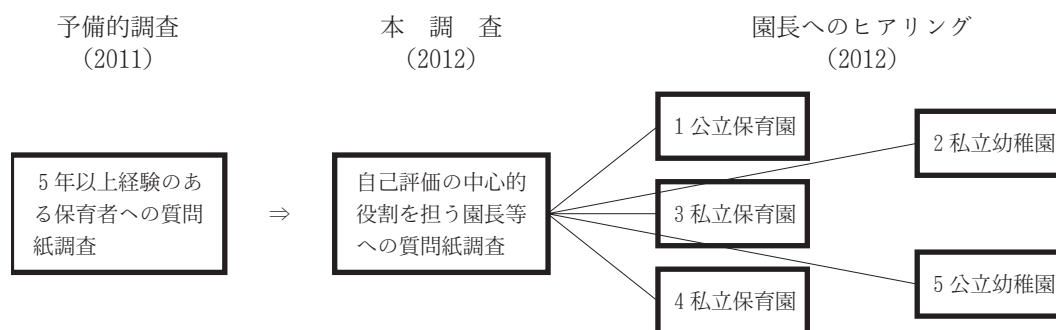 予備的調査
(2011)
本　調　査
(2012)
園長へのヒアリング
(2012)
5年以上経験のあ
る保育者への質問
紙調査
⇒
自己評価の中心的
役割を担う園長等
への質問紙調査
1公立保育園
2私立幼稚園
3私立保育園
4私立保育園
5公立幼稚園